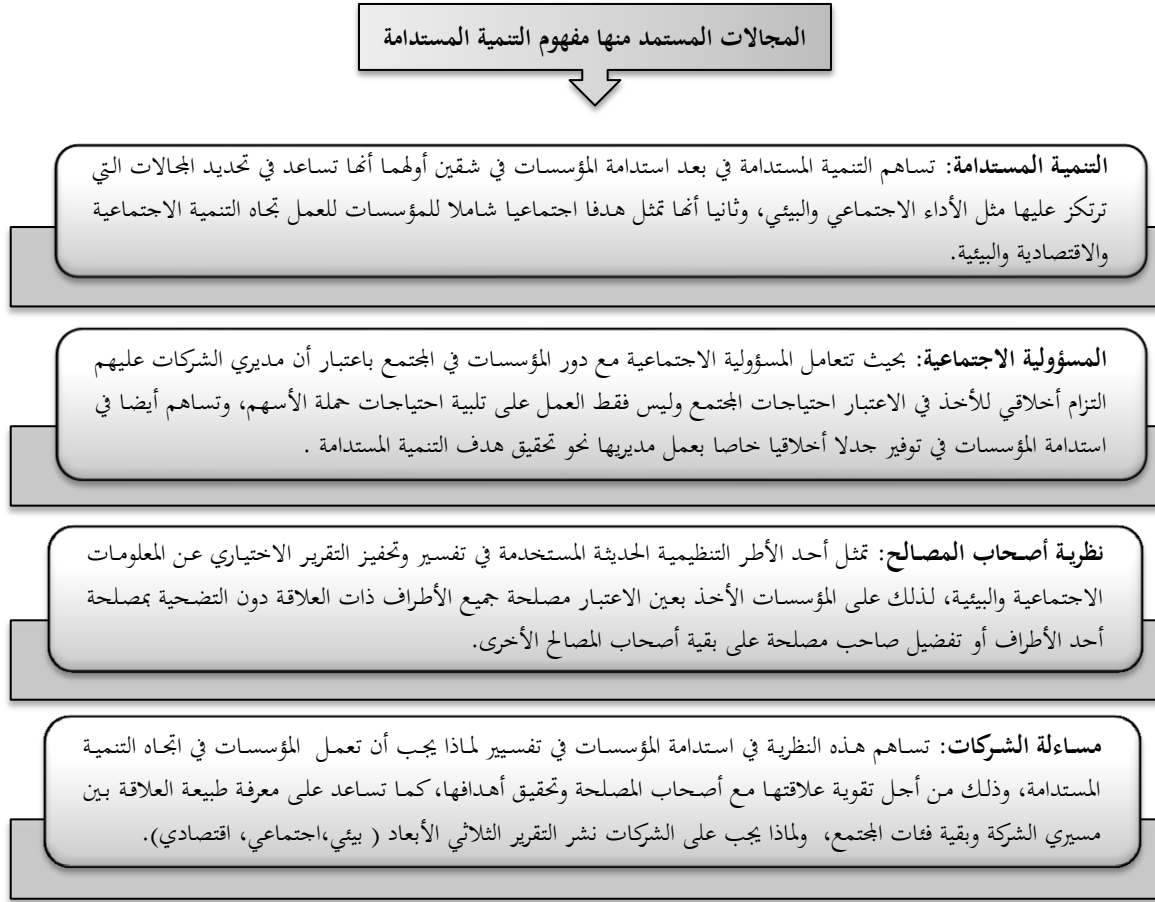 المجالات المستمد منها مفهوم التنمية المستدامة
التنمية المستدامة: تساهم التنمية المستدامة في بعد استدامة المؤسسات في شقين أولهما أنها تساعد في تحديد المجالات التي
ترتكز عليها مثل الأداء الاجتماعي والبيئي، وثانيا أنها تمثل هدفا اجتماعيا شاملا للمؤسسات للعمل تجاه التنمية الاجتماعية
والاقتصادية والبيئية.
المسؤولية الاجتماعية: بحيث تتعامل المسؤولية الاجتماعية مع دور المؤسسات في المجتمع باعتبار أن مديري الشركات عليهم
التزام أخلاقي للأخذ في الاعتبار احتياجات المجتمع وليس فقط العمل على تلبية احتياجات حملة الأسهم، وتساهم أيضا في
استدامة المؤسسات في توفير جدلا أخلاقيا خاصا بعمل مديريها نحو تحقيق هدف التنمية المستدامة .
نظرية أصحاب المصالح: تمثل أحد الأطر التنظيمية الحديثة المستخدمة في تفسير وتحفيز التقرير الاختياري عن المعلومات
الاجتماعية والبيئية، لذلك على المؤسسات الأخذ بعين الاعتبار مصلحة جميع الأطراف ذات العلاقة دون التضحية بمصلحة
أحد الأطراف أو تفضيل صاحب مصلحة على بقية أصحاب المصالح الأخرى.
مساءلة الشركات: تساهم هذه النظرية في استدامة المؤسسات في تفسيير لماذا يجب أن تعمل المؤسسات في اتجاه التنمية
المستدامة، وذلك من أجل تقوية علاقتها مع أصحاب المصلحة وتحقيق أهدافها، كما تساعد على معرفة طبيعة العلاقة بين
مسيري الشركة وبقية فئات المجتمع، ولماذا يجب على الشركات نشر التقرير الثلاثي الأبعاد ( بيئي،اجتماعي، اقتصادي).